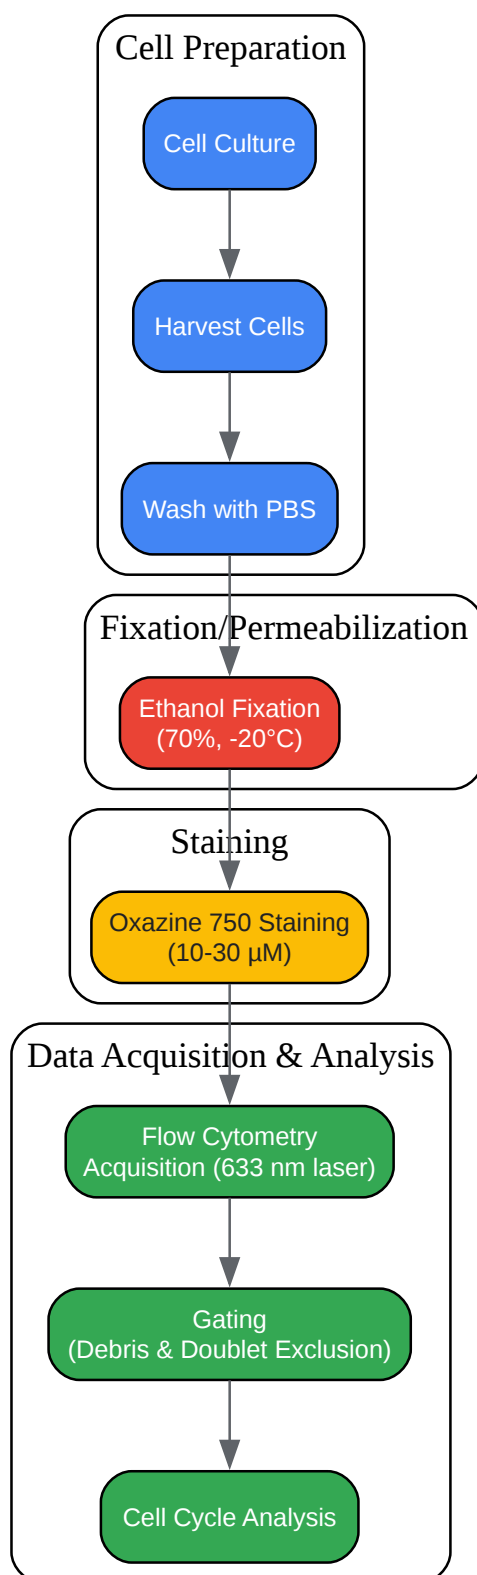 Cell Preparation
Cell Culture
Harvest Cells
Wash with PBS
Fixation/Permeabilization
Ethanol Fixation
(70%, -20°C)
Staining
Oxazine 750 Staining
(10-30 µM)
Data Acquisition & Analysis
Flow Cytometry
Acquisition (633 nm laser)
Gating
(Debris & Doublet Exclusion)
Cell Cycle Analysis